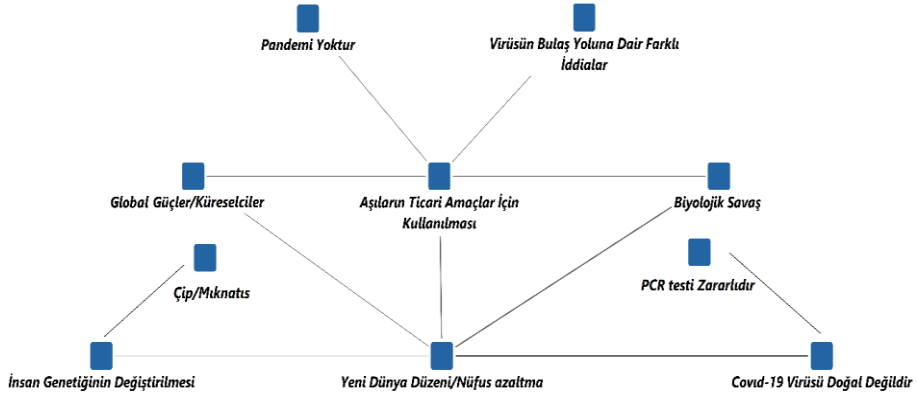 Pandemi Yoktur
Virüsün Bulaş Yoluna Dair Farklı
İddialar
Global Güçler/Küreselciler
Aşıların Ticari Amaçlar İçin
Kullanılması
Biyolojik Savaş
Çip/Mıknatıs
PCR testi Zararlıdır
İnsan Genetiğinin Değiştirilmesi
Yeni Dünya Düzeni/Nüfus azaltma
Covıd-19 Virüsü Doğal Değildir